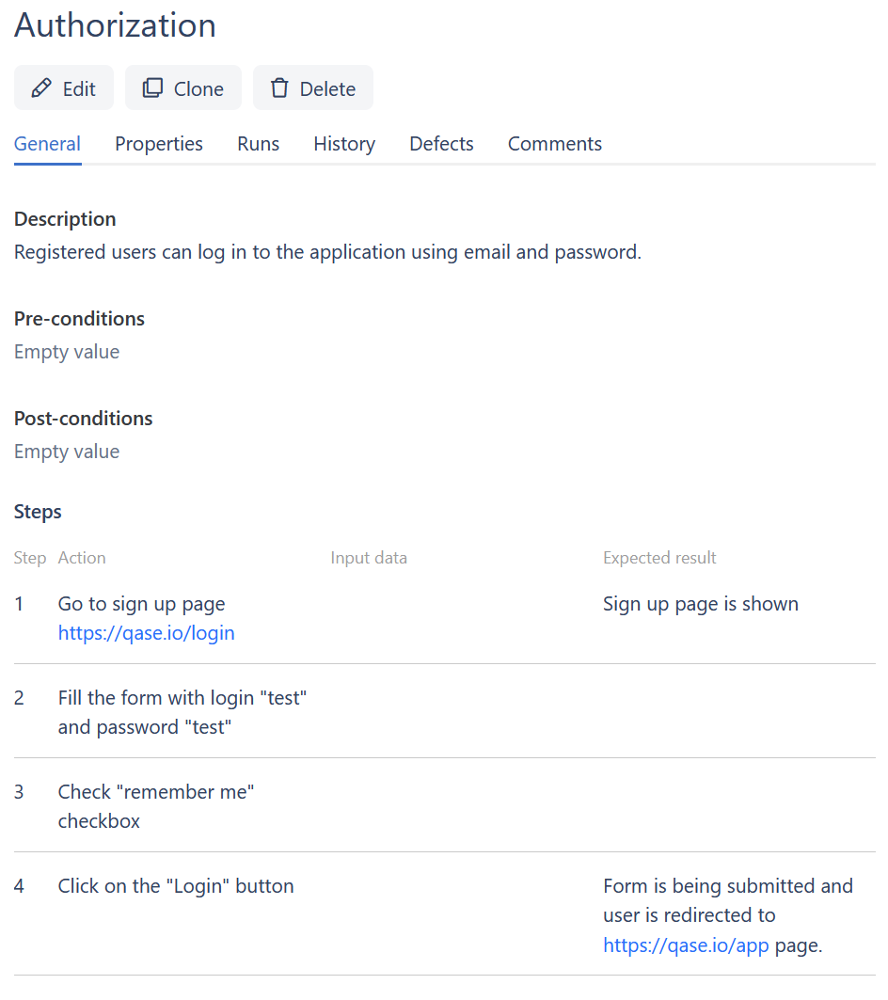 Authorization
Edit Clone Delete
General Properties Runs History Defects Comments
Description
Registered users can log in to the application using email and password.
Pre-conditions
Empty value
Post-conditions
Empty value
Steps
Step Action Input data Expected result
1 Go to sign up page Sign up page is shown
https://qase.io/login
2 Fill the form with login "test"
and password "test"
3 Check "remember me"
checkbox
4 Click on the "Login" button Form is being submitted and
user is redirected to
https://qase.io/app page.